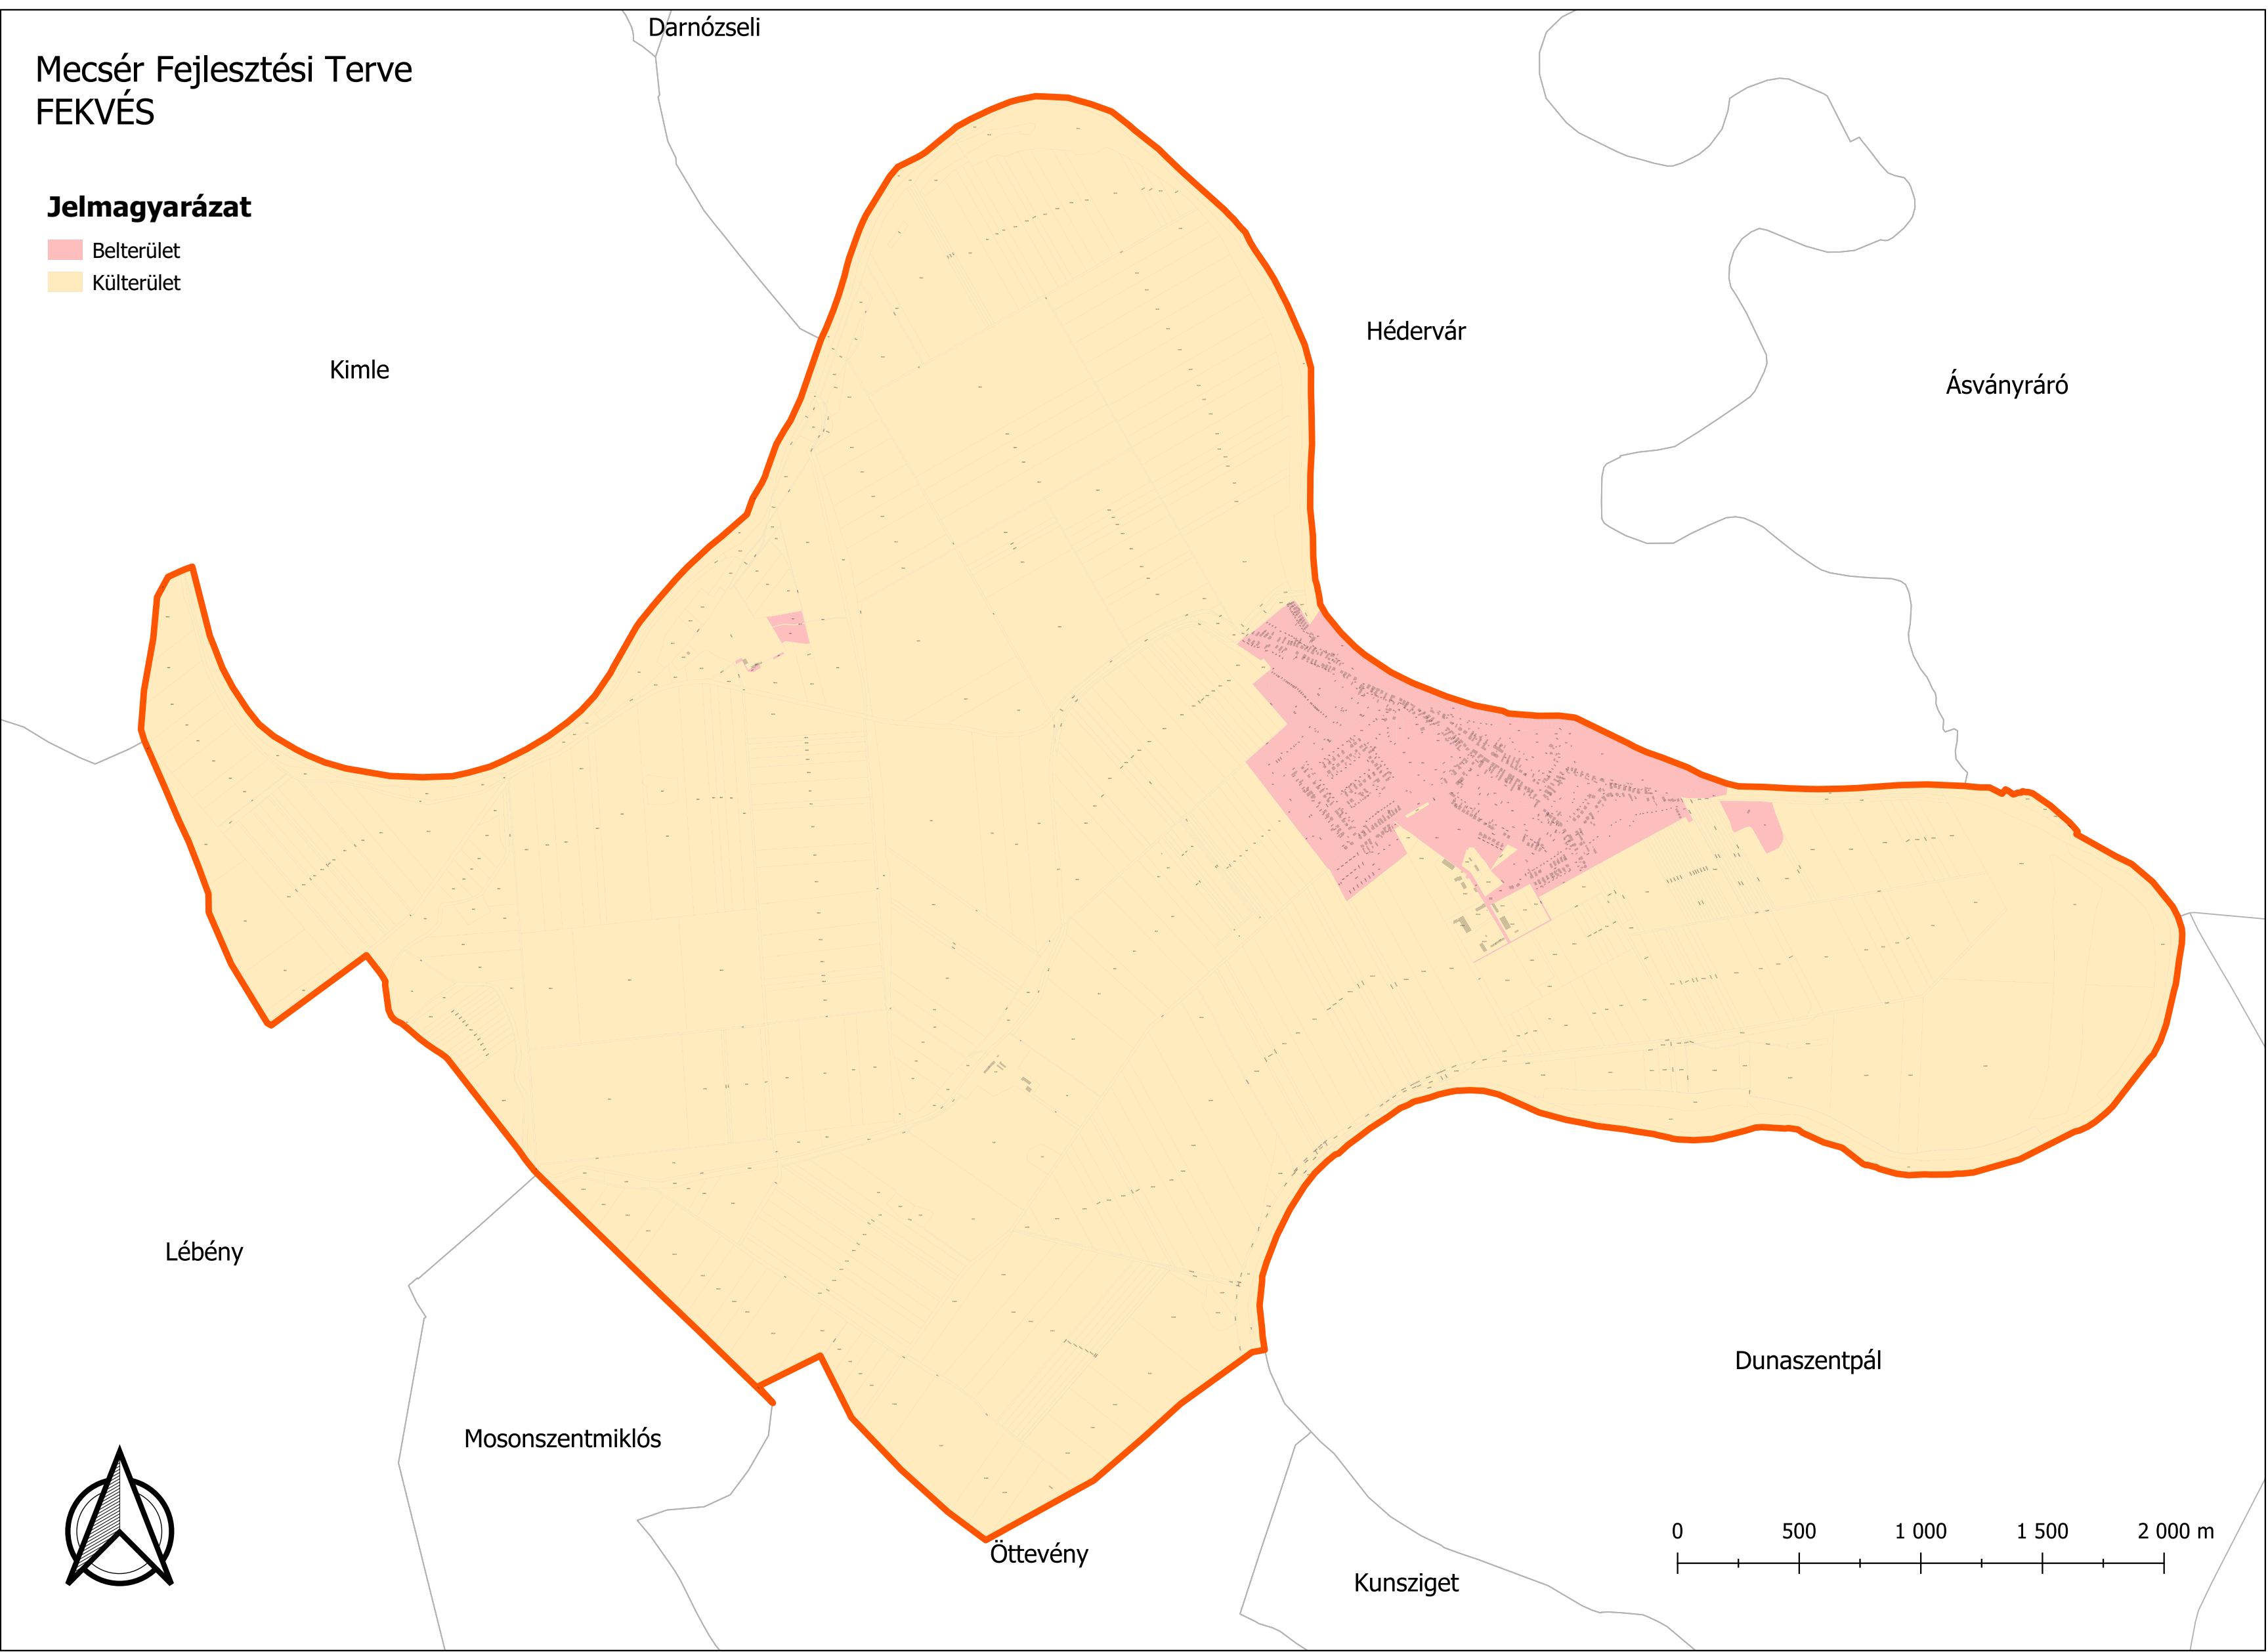 Darnózseli
Mecsér Fejlesztési Terve
FEKVÉS
Jelmagyarázat
Belterület
Külterület
Hédervár
Kimle
Ásványráró
Lébény
Dunaszentpál
Mosonszentmiklós
0 500 1 000 1 500 2 000 m
Öttevény
Kunsziget